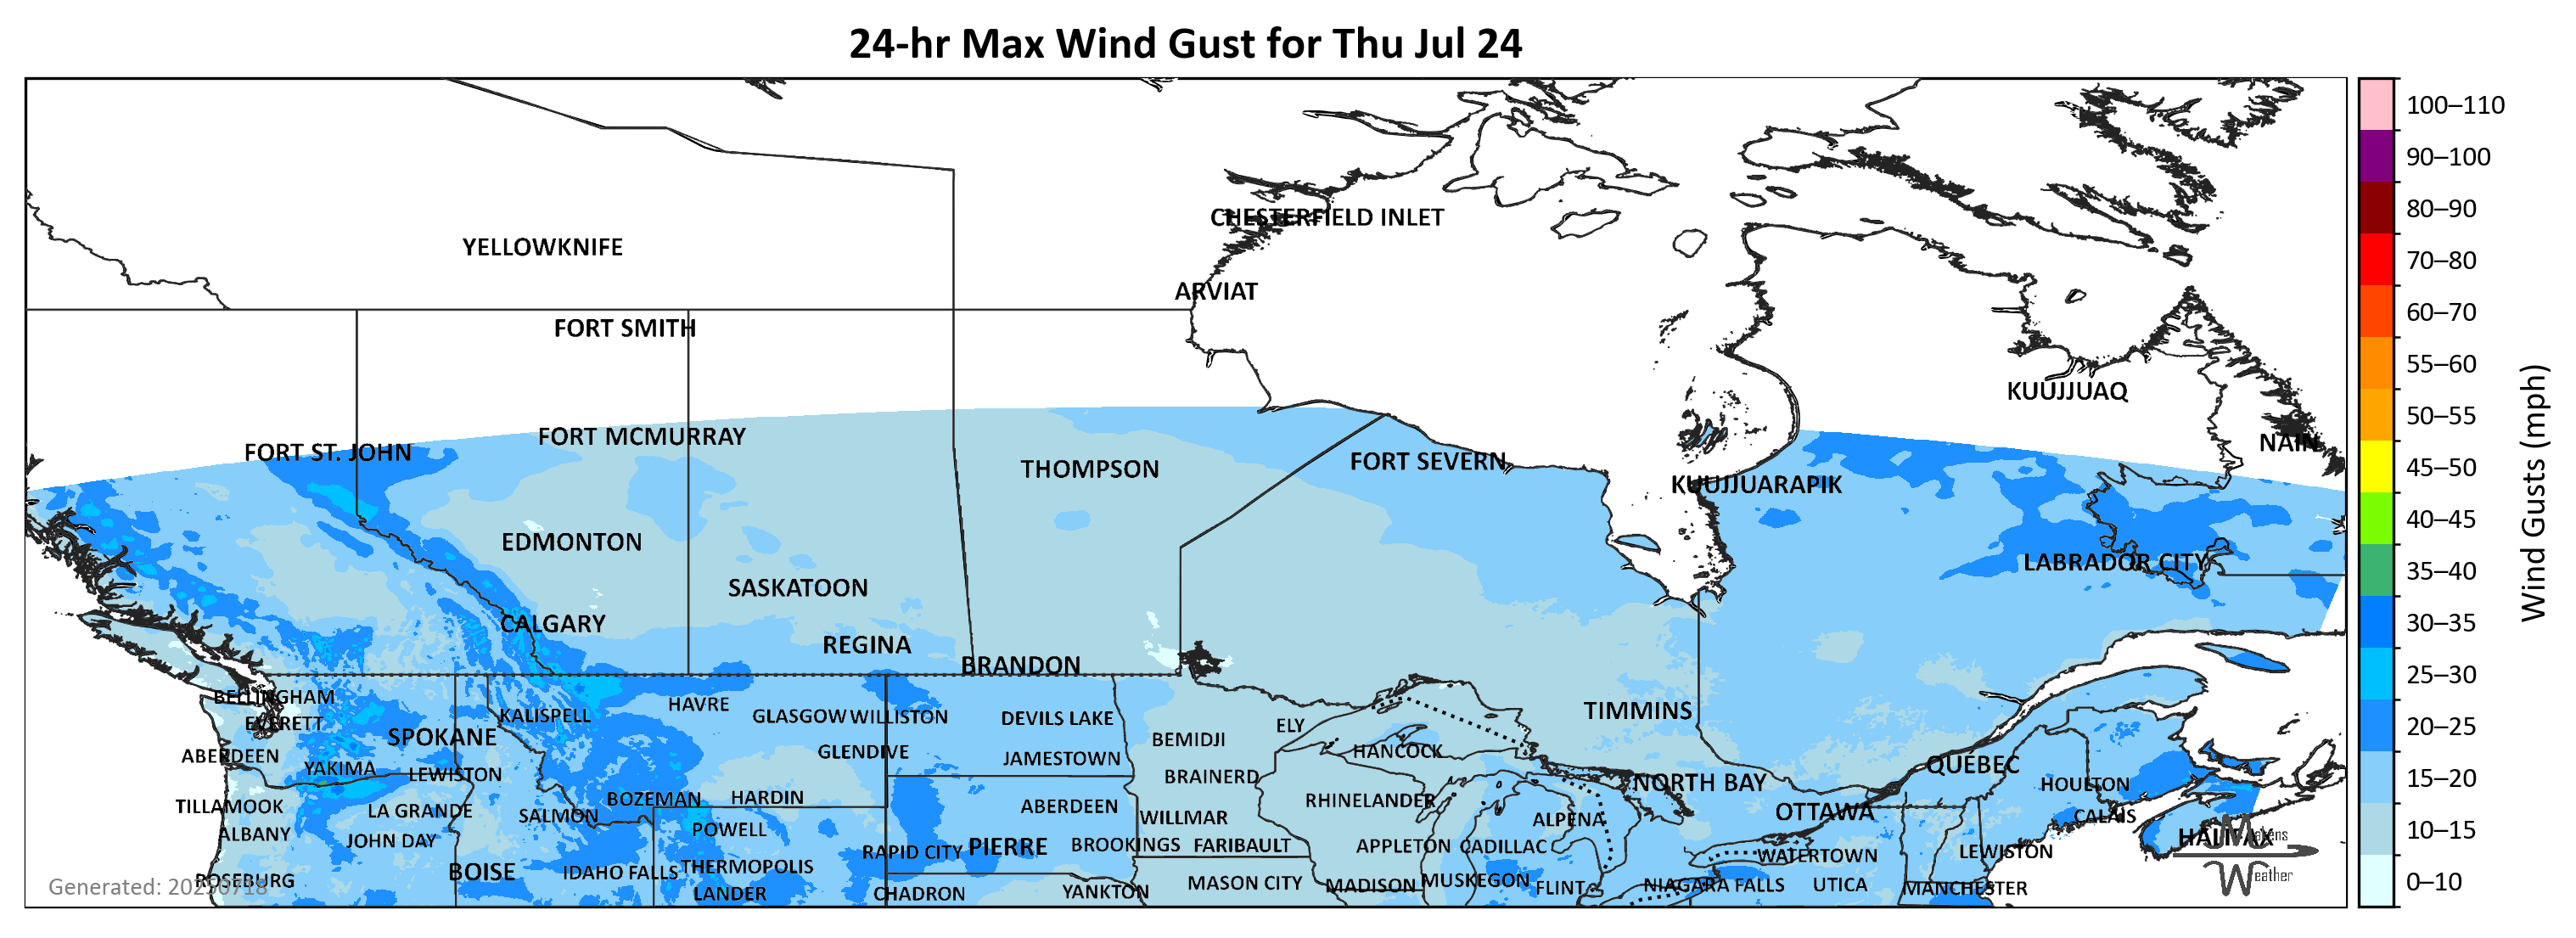 24-hr Max Wind Gust for Thu Jul 24
100–110
90–100
80–90
70–80
60–70
55–60
50–55
45–50
40–45
35–40
30–35
25–30
20–25
15–20
10–15
0–10
Wind Gusts (mph)
CHESTERFIELD INLET
YELLOWKNIFE
ARVIAT
FORT SMITH
KUUJJUAQ
FORT MCMURRAY
NAIN
FORT ST. JOHN
FORT SEVERN
THOMPSON
KUUJJUARAPIK
EDMONTON
LABRADOR CITY
SASKATOON
CALGARY
REGINA
BRANDON
BELLINGHAM
HAVRE
TIMMINS
KALISPELL
GLASGOW
WILLISTON
DEVILS LAKE
EVERETT
ELY
SPOKANE
BEMIDJI
GLENDIVE
HANCOCK
ABERDEEN
JAMESTOWN
QUEBEC
YAKIMA
LEWISTON
BRAINERD
NORTH BAY
HOULTON
BOZEMAN
HARDIN
RHINELANDER
TILLAMOOK
LA GRANDE
ABERDEEN
OTTAWA
SALMON
WILLMAR
ALPENA
CALAIS
POWELL
ALBANY
HALIFAX
JOHN DAY
BROOKINGS
FARIBAULT
APPLETON
CADILLAC
PIERRE
RAPID CITY
LEWISTON
WATERTOWN
THERMOPOLIS
BOISE
IDAHO FALLS
ROSEBURG
MUSKEGON
MASON CITY
MADISON
NIAGARA FALLS
UTICA
FLINT
MANCHESTER
YANKTON
LANDER
CHADRON
Generated: 20250718
Makens
Weather